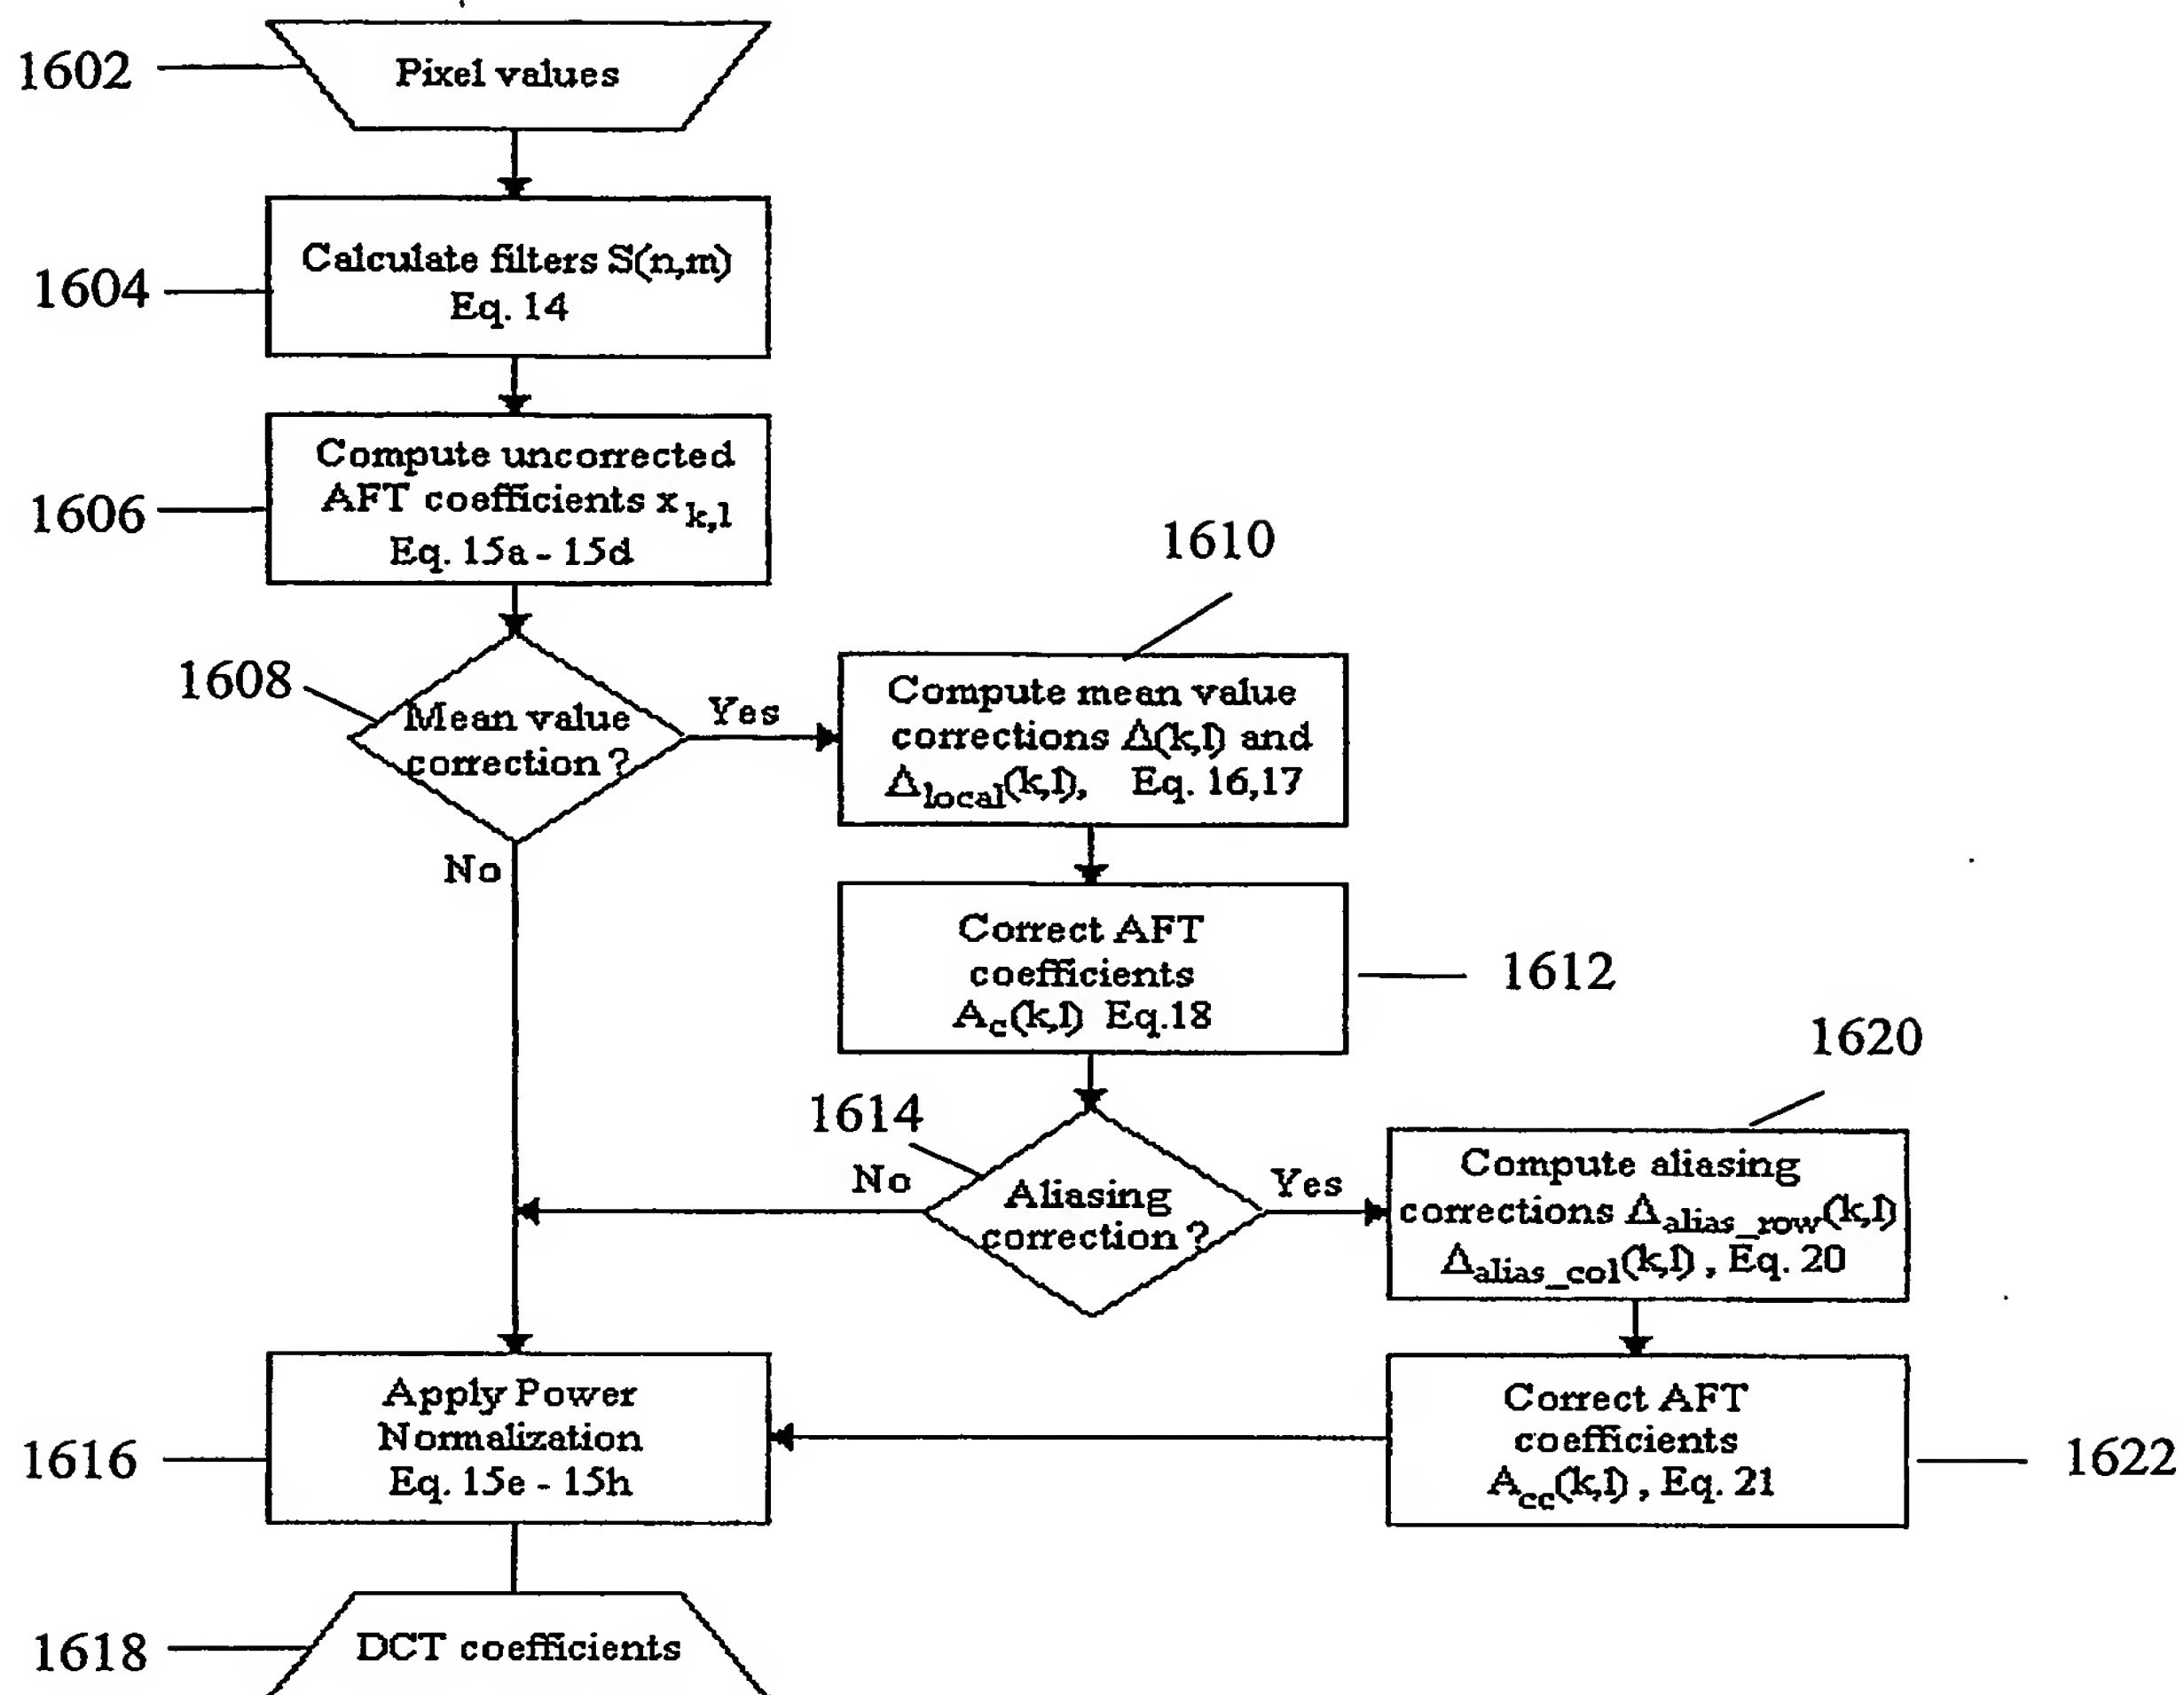 1602
Pixel values
1604
Calculate filters S(n,m)
Eq. 14
1606
Compute uncorrected
AFT coefficients x k,l
Eq. 15a - 15d
1608
Mean value
correction ?
Yes
No
1610
Compute mean value
corrections Δ(k,l) and
Δlocal(k,l), Eq. 16,17
1612
Correct AFT
coefficients
Ac(k,l) Eq.18
1614
Aliasing
correction ?
No
Yes
1620
Compute aliasing
corrections Δalias_row(k,l)
Δalias_col(k,l) , Eq. 20
1616
Apply Power
Normalization
Eq. 15e - 15h
1622
Correct AFT
coefficients
Acc(k,l) , Eq. 21
1618
DCT coefficients